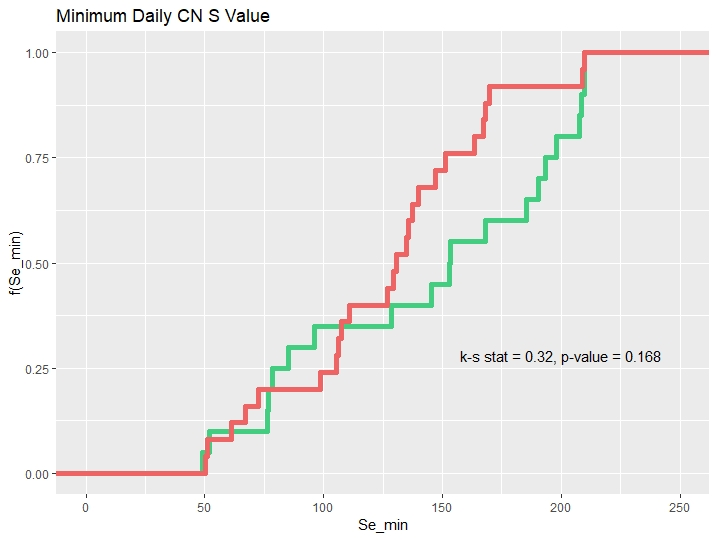 Minimum Daily CN S Value
1.00
0.75
0.50
0.25
0.00
f(Se_min)
k-s stat = 0.32, p-value = 0.168
0 50 100 150 200 250
Se_min